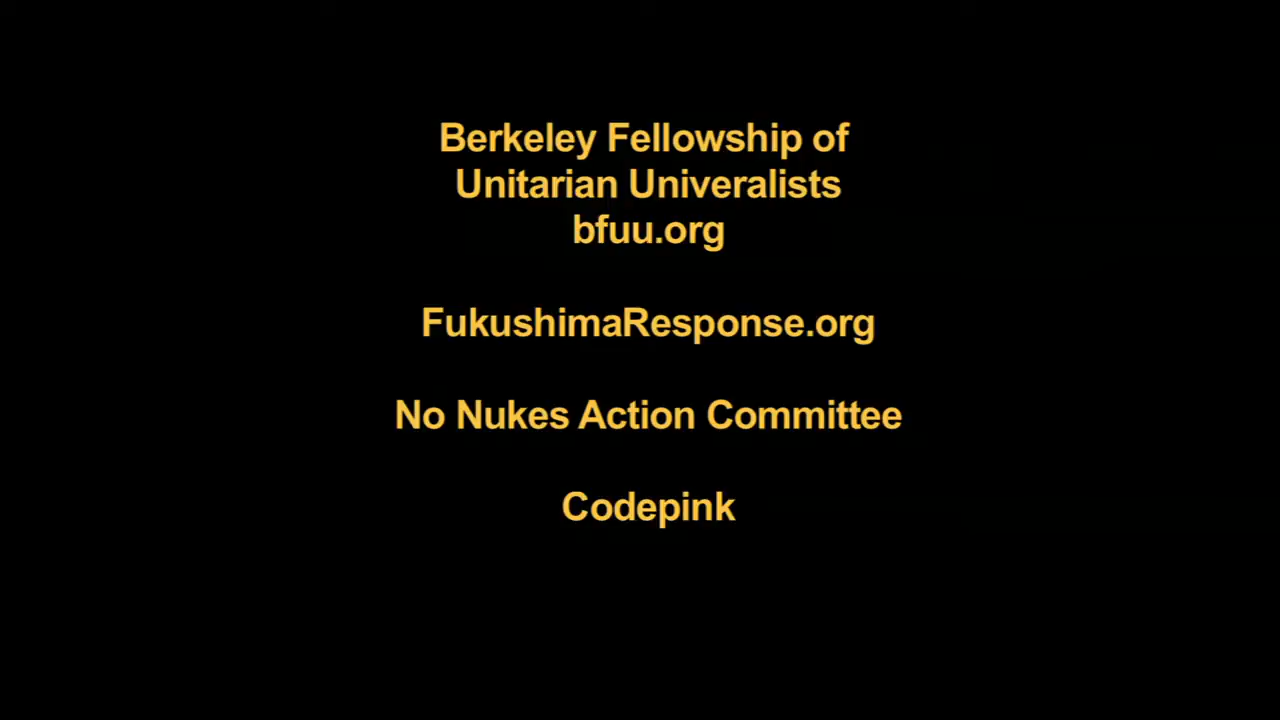 Berkeley Fellowship of
Unitarian Univeralists
bfuu.org
FukushimaResponse.org
No Nukes Action Committee
Codepink